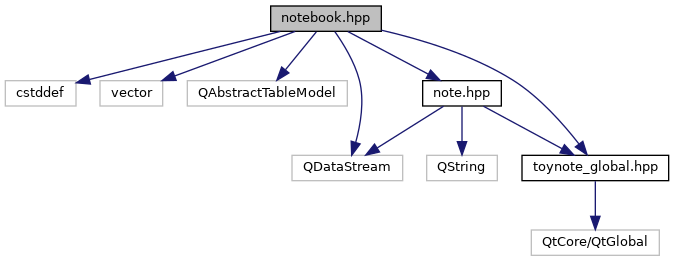 notebook.hpp
cstddef
vector
QAbstractTableModel
note.hpp
QDataStream
QString
toynote_global.hpp
QtCore/QtGlobal